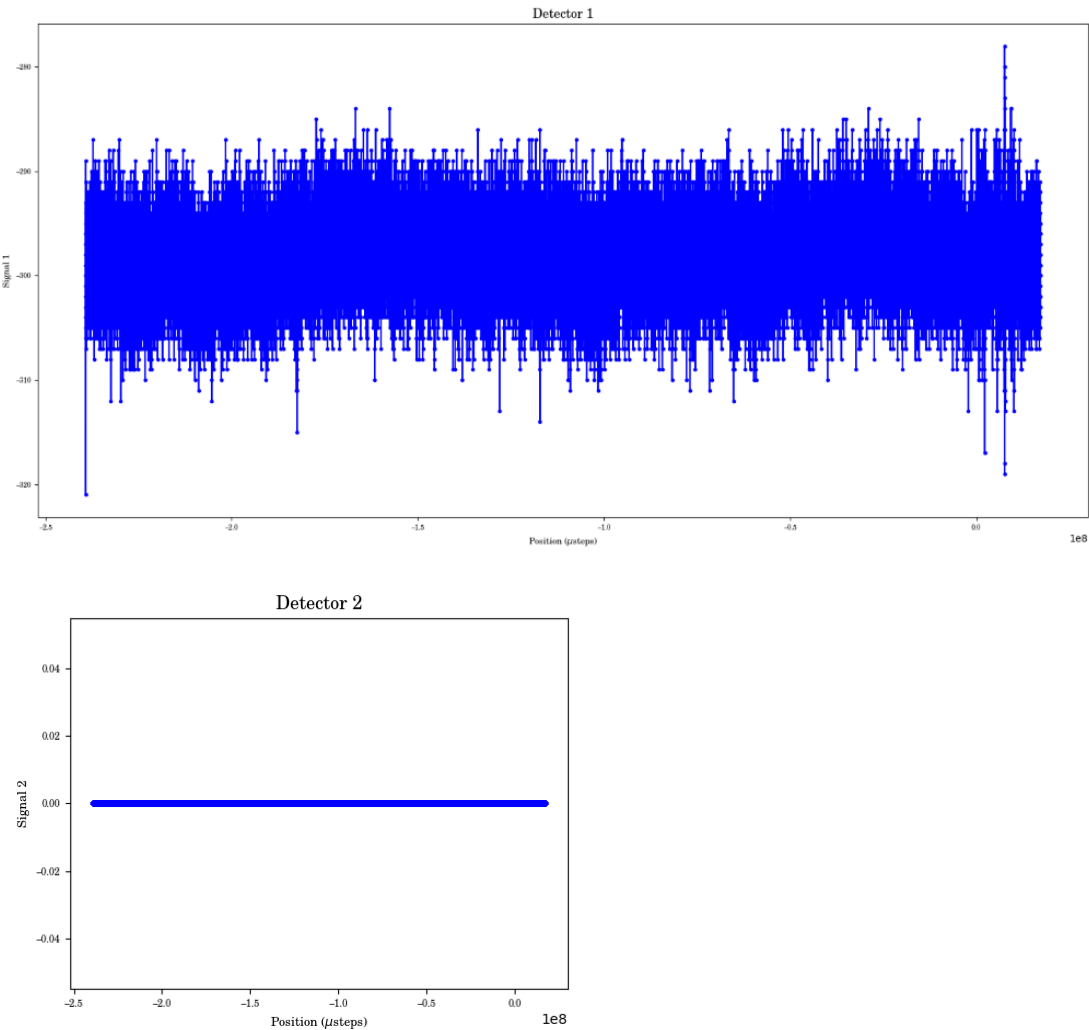 Detector 1
−280
−290
−300
−310
−320
Signal 1
−2.5 −2.0 −1.5 −1.0 −0.5 0.0
Position (μsteps)
1e8
Detector 2
0.04
0.02
0.00
−0.02
−0.04
Signal 2
−2.5 −2.0 −1.5 −1.0 −0.5 0.0
Position (μsteps)
1e8